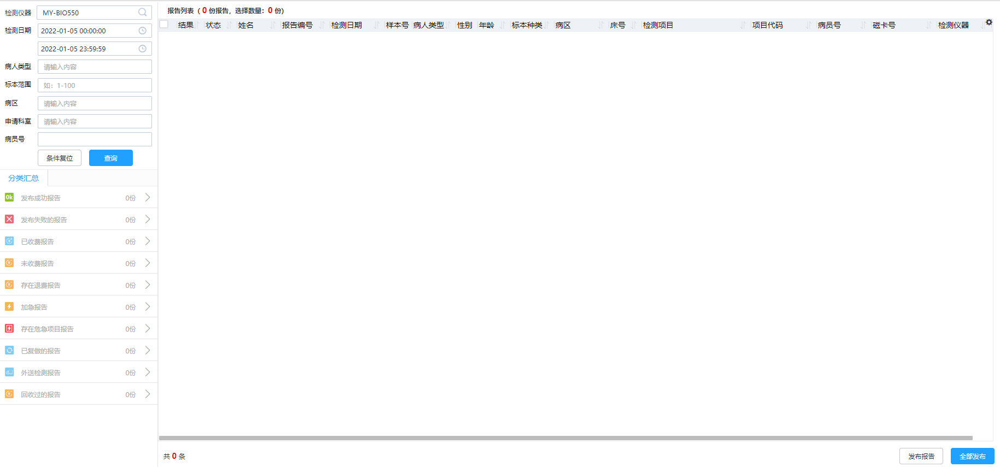 检测仪器 MY-BIO550
检测日期 2022-01-05 00:00:00
2022-01-05 23:59:59
病人类型 请输入内容
标本范围 如：1-100
病区 请输入内容
申请科室 请输入内容
病员号
条件复位 查询
分类汇总
Ok 发布成功报告 0份
发布失败的报告 0份
已收费报告 0份
未收费报告 0份
存在退费报告 0份
加急报告 0份
存在危急项目报告 0份
已复做的报告 0份
外送检测报告 0份
回收过的报告 0份
报告列表（ 0 份报告，选择数量：0 份)
结果 状态 姓名 报告编号 检测日期 样本号 病人类型 性别 年龄 标本种类 病区 床号 检测项目 项目代码 病员号 磁卡号 检测仪器
共 0 条
发布报告 全部发布